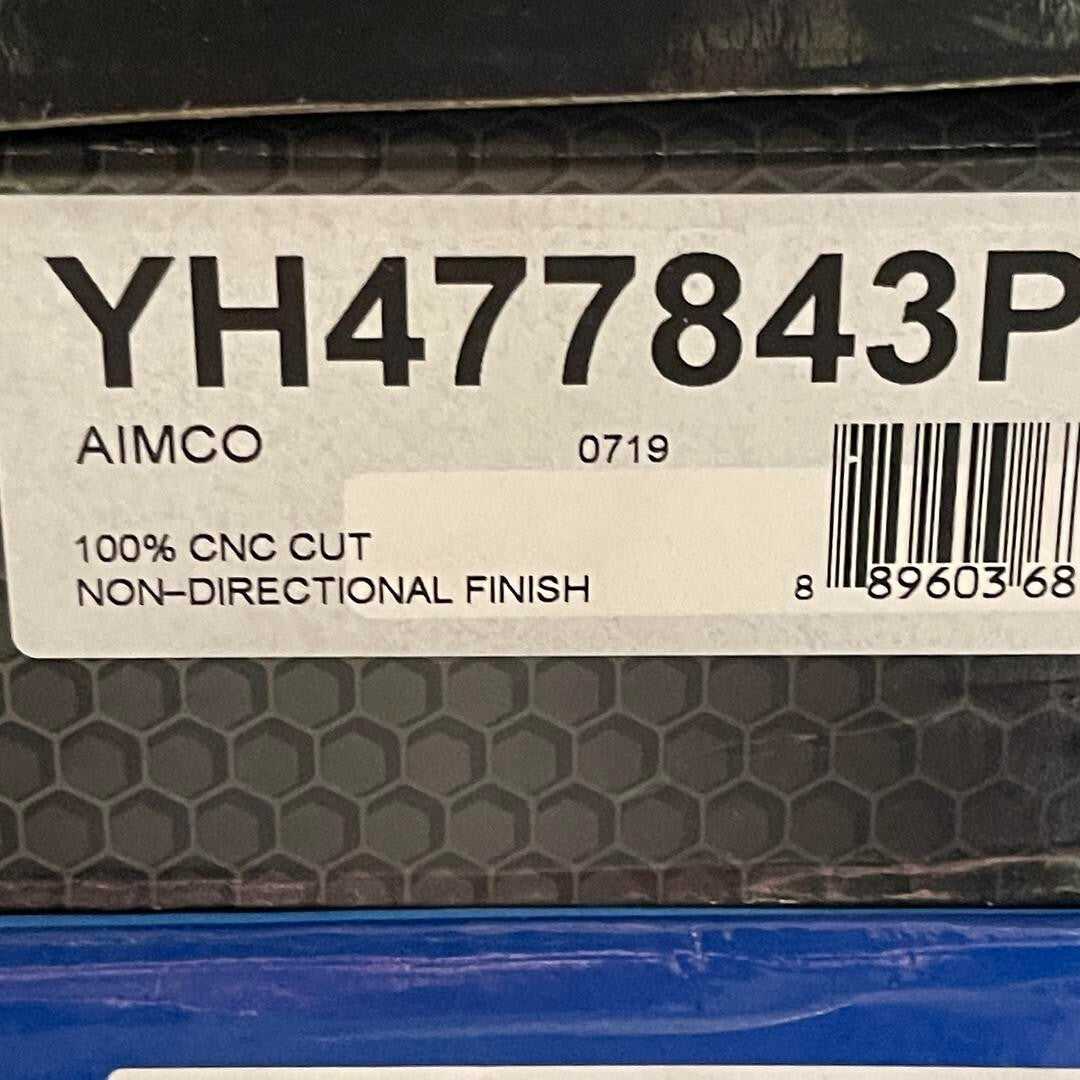 YH477843P
AIMCO 0719
100% CNC CUT
NON-DIRECTIONAL FINISH
8 89603 68